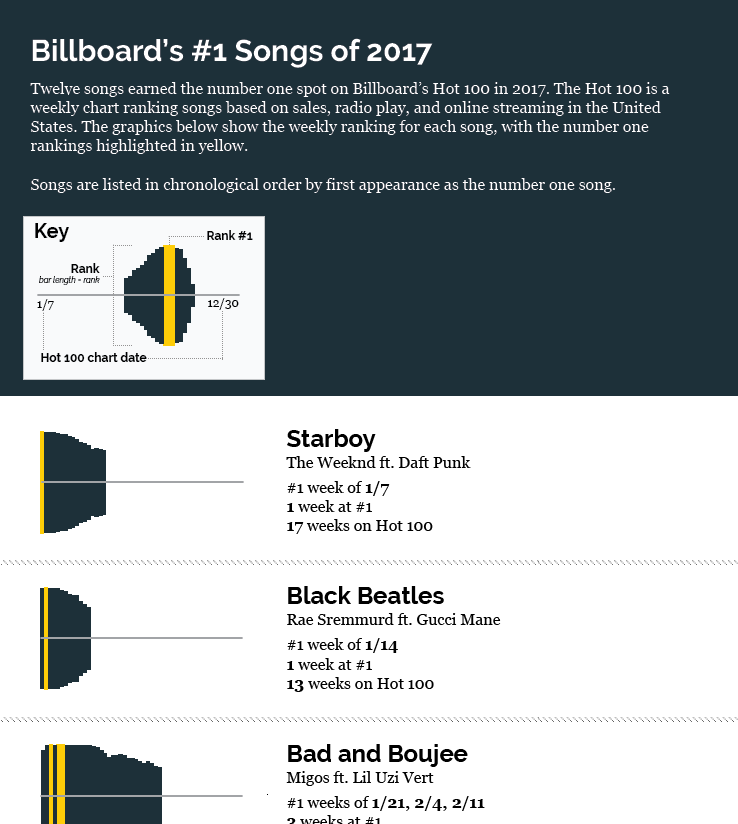 Billboard’s #1 Songs of 2017
Twelve songs earned the number one spot on Billboard’s Hot 100 in 2017. The Hot 100 is a
weekly chart ranking songs based on sales, radio play, and online streaming in the United
States. The graphics below show the weekly ranking for each song, with the number one
rankings highlighted in yellow.
Songs are listed in chronological order by first appearance as the number one song.
Key
Rank #1
Rank
bar length = rank
1/7
12/30
Hot 100 chart date
Starboy
The Weeknd ft. Daft Punk
#1 week of 1/7
1 week at #1
17 weeks on Hot 100
Black Beatles
Rae Sremmurd ft. Gucci Mane
#1 week of 1/14
1 week at #1
13 weeks on Hot 100
Bad and Boujee
Migos ft. Lil Uzi Vert
#1 weeks of 1/21, 2/4, 2/11
3 weeks at #1